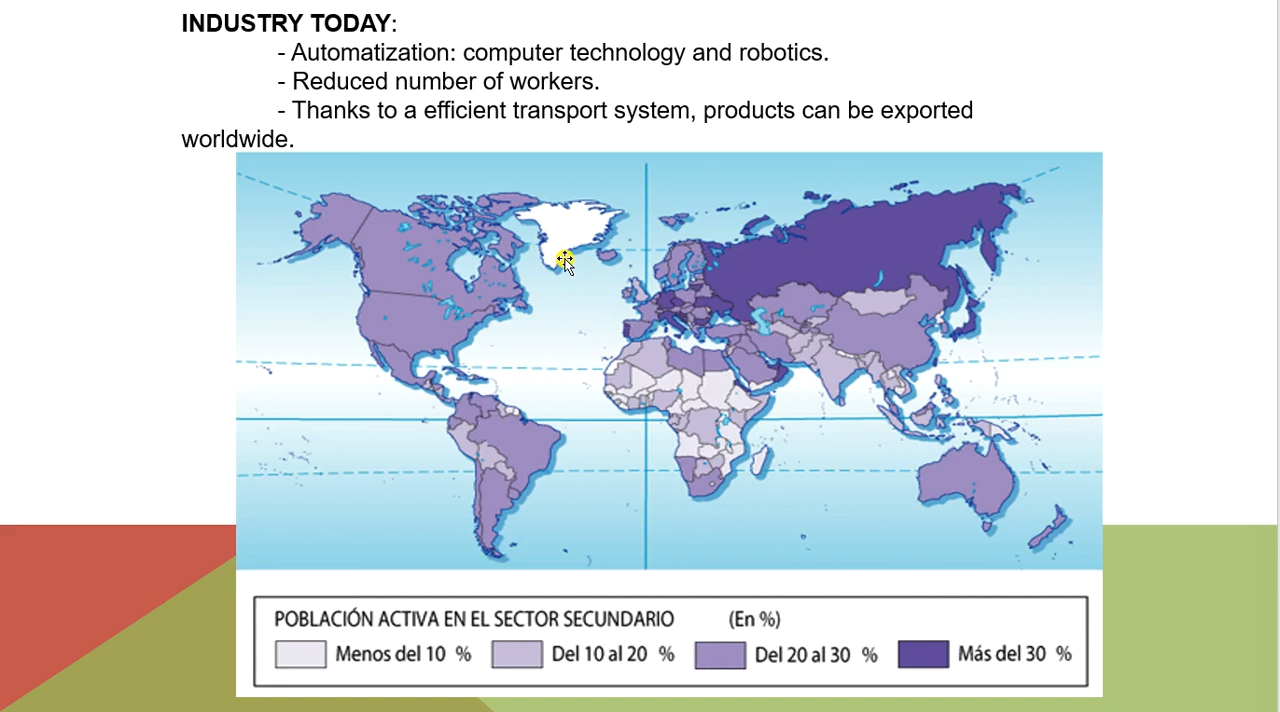 INDUSTRY TODAY:
- Automatization: computer technology and robotics.
- Reduced number of workers.
- Thanks to a efficient transport system, products can be exported
worldwide.
POBLACIÓN ACTIVA EN EL SECTOR SECUNDARIO (En %)
Menos del 10 % Del 10 al 20 % Del 20 al 30 % Más del 30 %